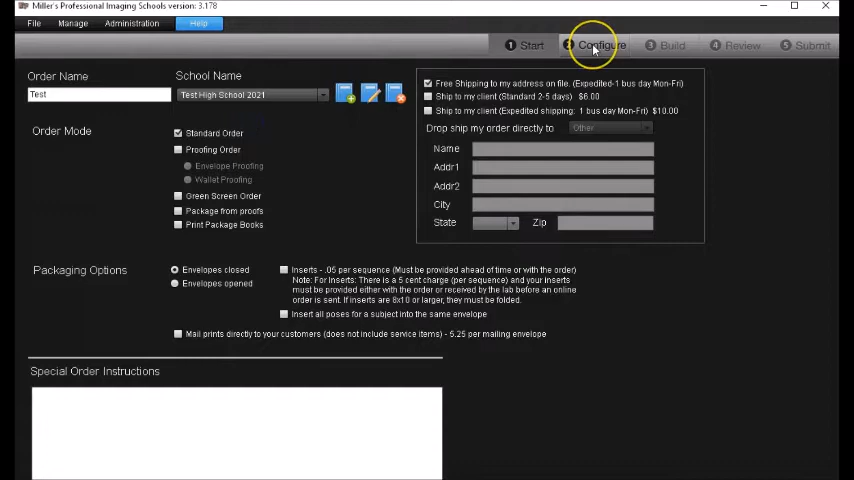 Miller's Professional Imaging Schools version: 3.178
File Manage Administration Help
1 Start 2 Configure 3 Build 4 Review 5 Submit
Order Name School Name
Test Test High School 2021
Free Shipping to my address on file. (Expedited-1 bus day Mon-Fri)
Ship to my client (Standard 2-5 days) $6.00
Ship to my client (Expedited shipping: 1 bus day Mon-Fri) $10.00
Drop ship my order directly to Other
Name
Addr1
Addr2
City
State Zip
Order Mode
Standard Order
Proofing Order
Envelope Proofing
Wallet Proofing
Green Screen Order
Package from proofs
Print Package Books
Packaging Options
Envelopes closed
Envelopes opened
Inserts - .05 per sequence (Must be provided ahead of time or with the order)
Note: For Inserts: There is a 5 cent charge (per sequence) and your inserts
must be provided either with the order or received by the lab before an online
order is sent. If inserts are 8x10 or larger, they must be folded.
Insert all poses for a subject into the same envelope
Mail prints directly to your customers (does not include service items) - 5.25 per mailing envelope
Special Order Instructions